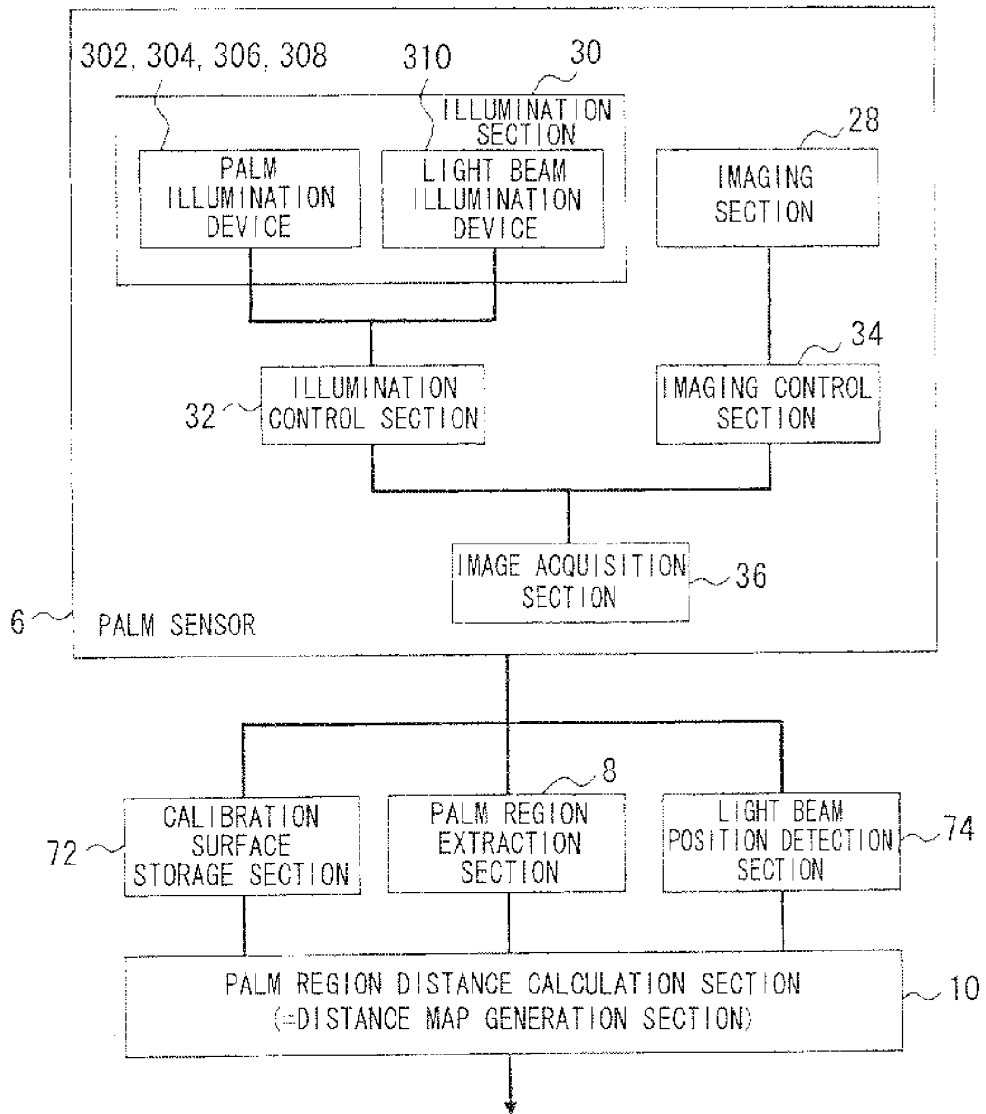 302, 304, 306, 308
310
30
ILLUMINATION
SECTION
28
PALM
ILLUMINATION
DEVICE
LIGHT BEAM
ILLUMINATION
DEVICE
IMAGING
SECTION
34
32
ILLUMINATION
CONTROL SECTION
IMAGING CONTROL
SECTION
IMAGE ACQUISITION
SECTION
36
6
PALM SENSOR
8
72
CALIBRATION
SURFACE
STORAGE SECTION
PALM REGION
EXTRACTION
SECTION
LIGHT BEAM
POSITION DETECTION
SECTION
74
PALM REGION DISTANCE CALCULATION SECTION
(=DISTANCE MAP GENERATION SECTION)
10